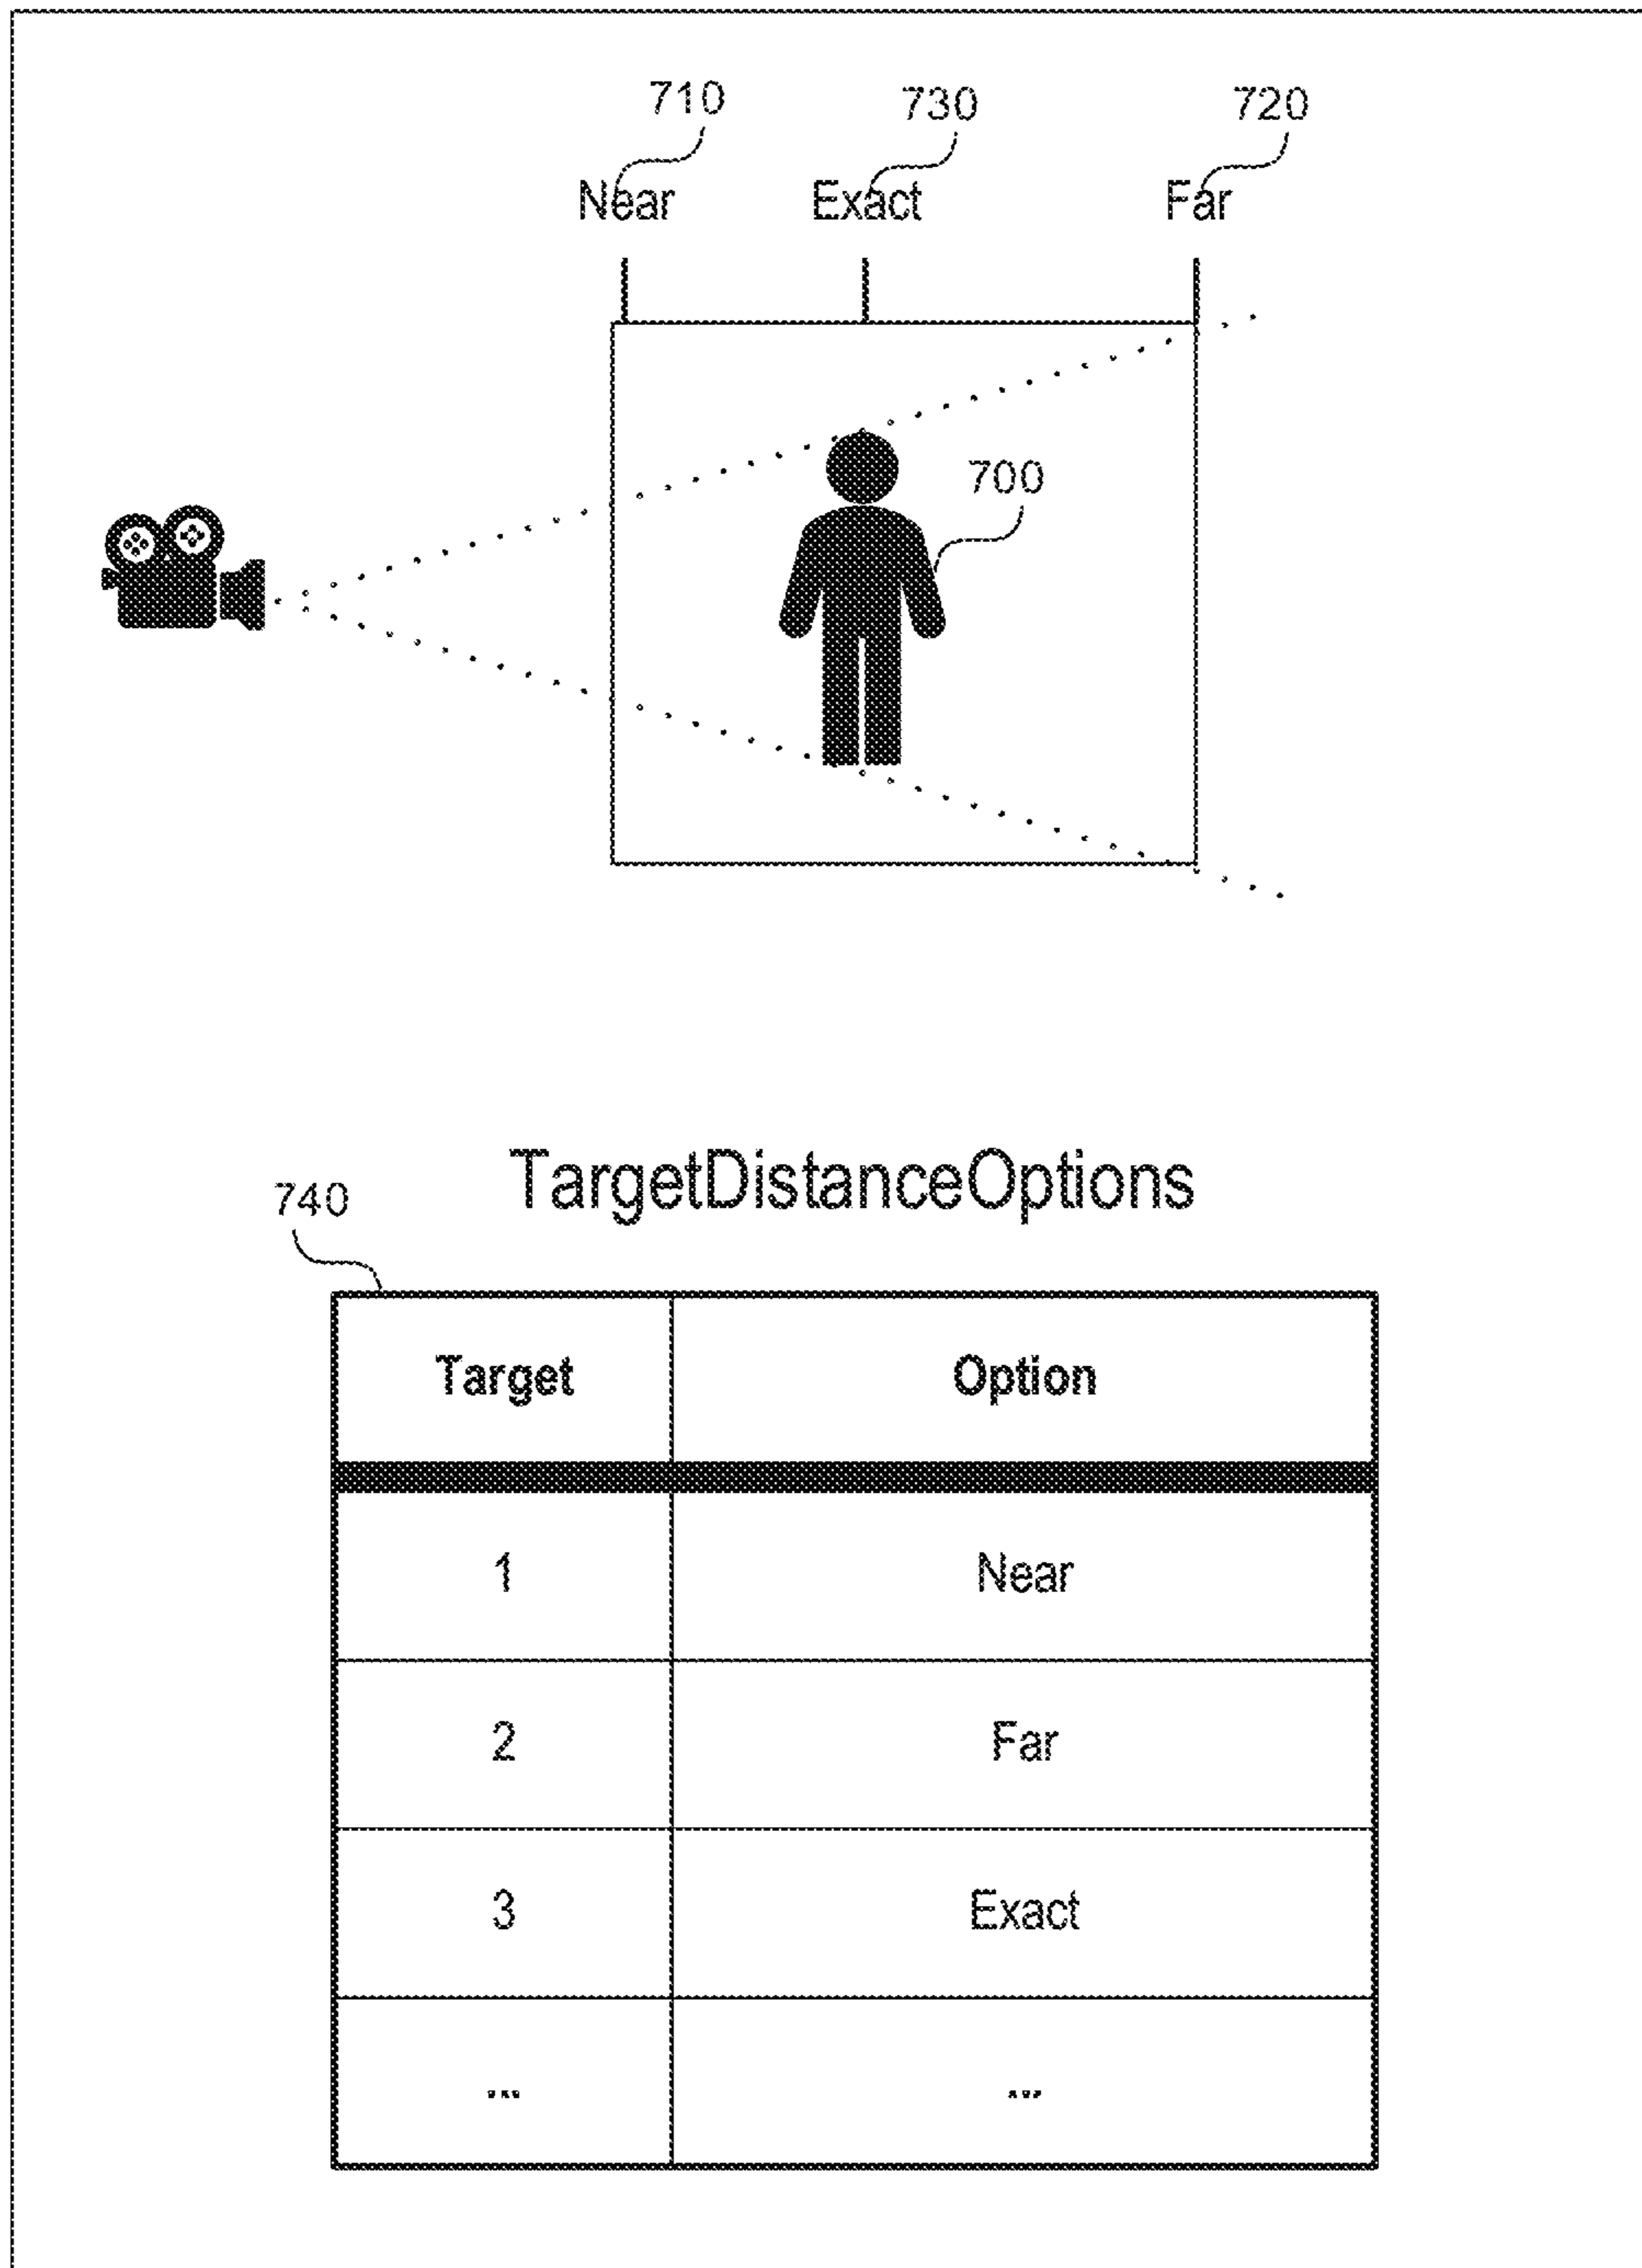 710 730 720
Near Exact Far
700
TargetDistanceOptions
740
Target Option
1 Near
2 Far
3 Exact
... ...